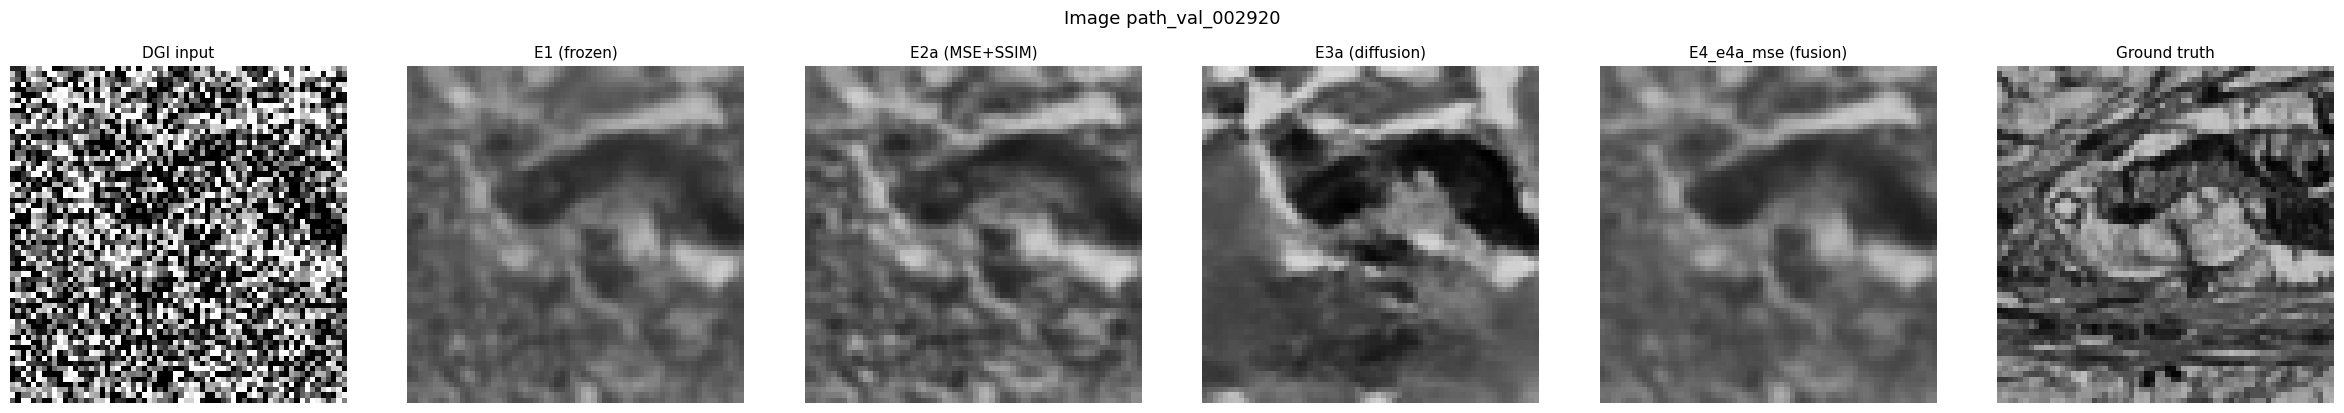 Image path_val_002920
DGI input
E1 (frozen)
E2a (MSE+SSIM)
E3a (diffusion)
E4_e4a_mse (fusion)
Ground truth